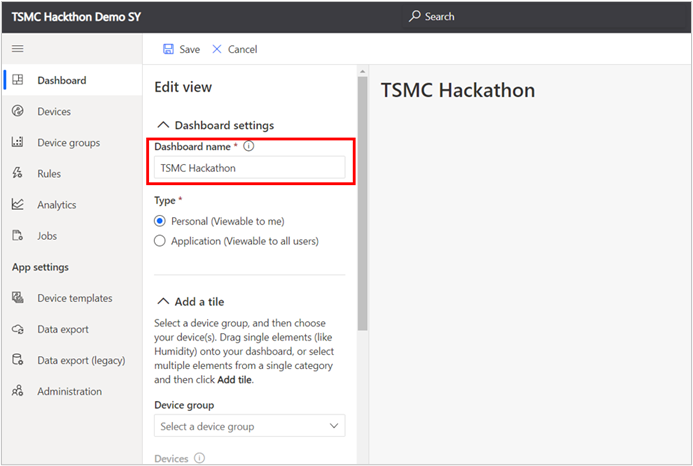 TSMC Hackthon Demo SY
Search
Save
Cancel
Dashboard
Devices
Device groups
Rules
Analytics
Jobs
App settings
Device templates
Data export
Data export (legacy)
Administration
Edit view
Dashboard settings
Dashboard name *
TSMC Hackathon
Type *
Personal (Viewable to me)
Application (Viewable to all users)
Add a tile
Select a device group, and then choose
your device(s). Drag single elements (like
Humidity) onto your dashboard, or select
multiple elements from a single category
and then click Add tile.
Device group
Select a device group
Devices
TSMC Hackathon